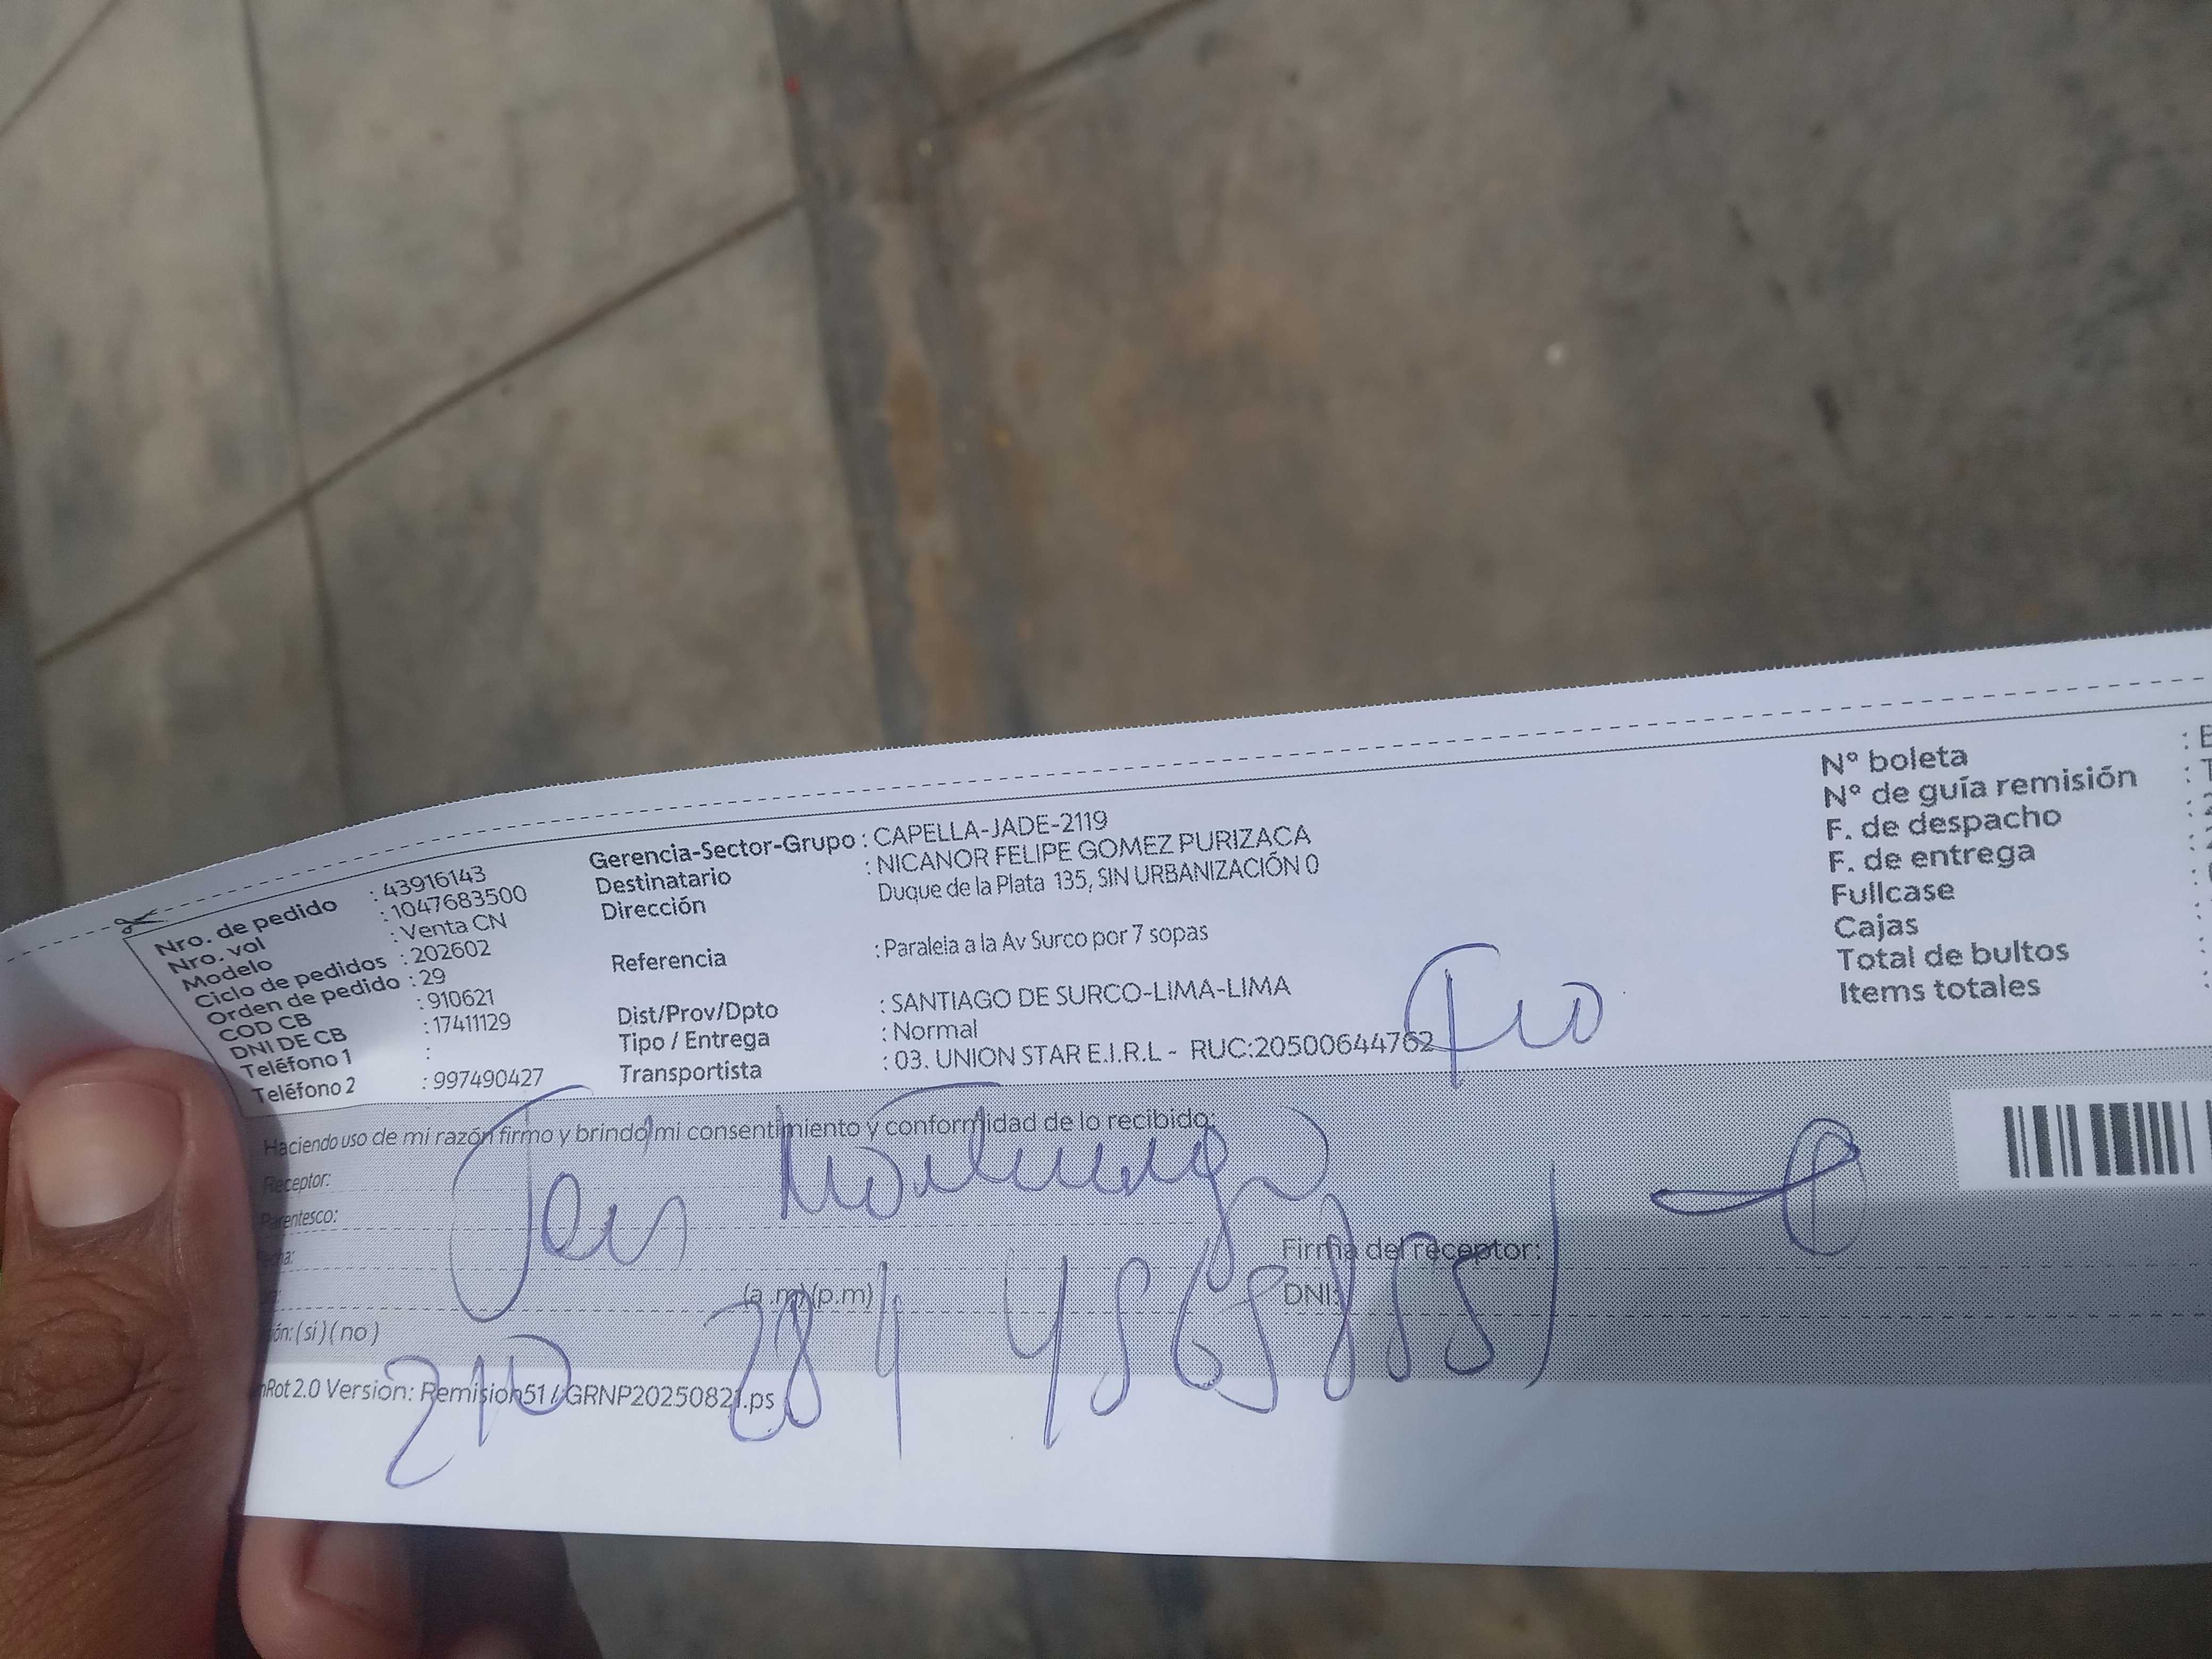 Nro. de pedido : 43916143
Nro. vol : 1047683500
Modelo : Venta CN
Ciclo de pedidos : 202602
Orden de pedido : 29
COD CB : 910621
DNI DE CB : 17411129
Teléfono 1 :
Teléfono 2 : 997490427
Gerencia-Sector-Grupo : CAPELLA-JADE-2119
Destinatario : NICANOR FELIPE GOMEZ PURIZACA
Dirección Duque de la Plata 135, SIN URBANIZACIÓN 0
Referencia : Paralela a la Av Surco por 7 sopas
Dist/Prov/Dpto : SANTIAGO DE SURCO-LIMA-LIMA
Tipo / Entrega : Normal
Transportista : 03. UNION STAR E.I.R.L - RUC:20500644762
N° boleta
N° de guía remisión
F. de despacho
F. de entrega
Fullcase
Cajas
Total de bultos
Items totales
Haciendo uso de mi razón firmo y brindo mi consentimiento y conformidad de lo recibido:
Receptor:
Parentesco:
Firma del receptor:
(a.m)(p.m)
DNI:
(si) (no)
Rot 2.0 Version: Remision51 / GRNP20250821.ps